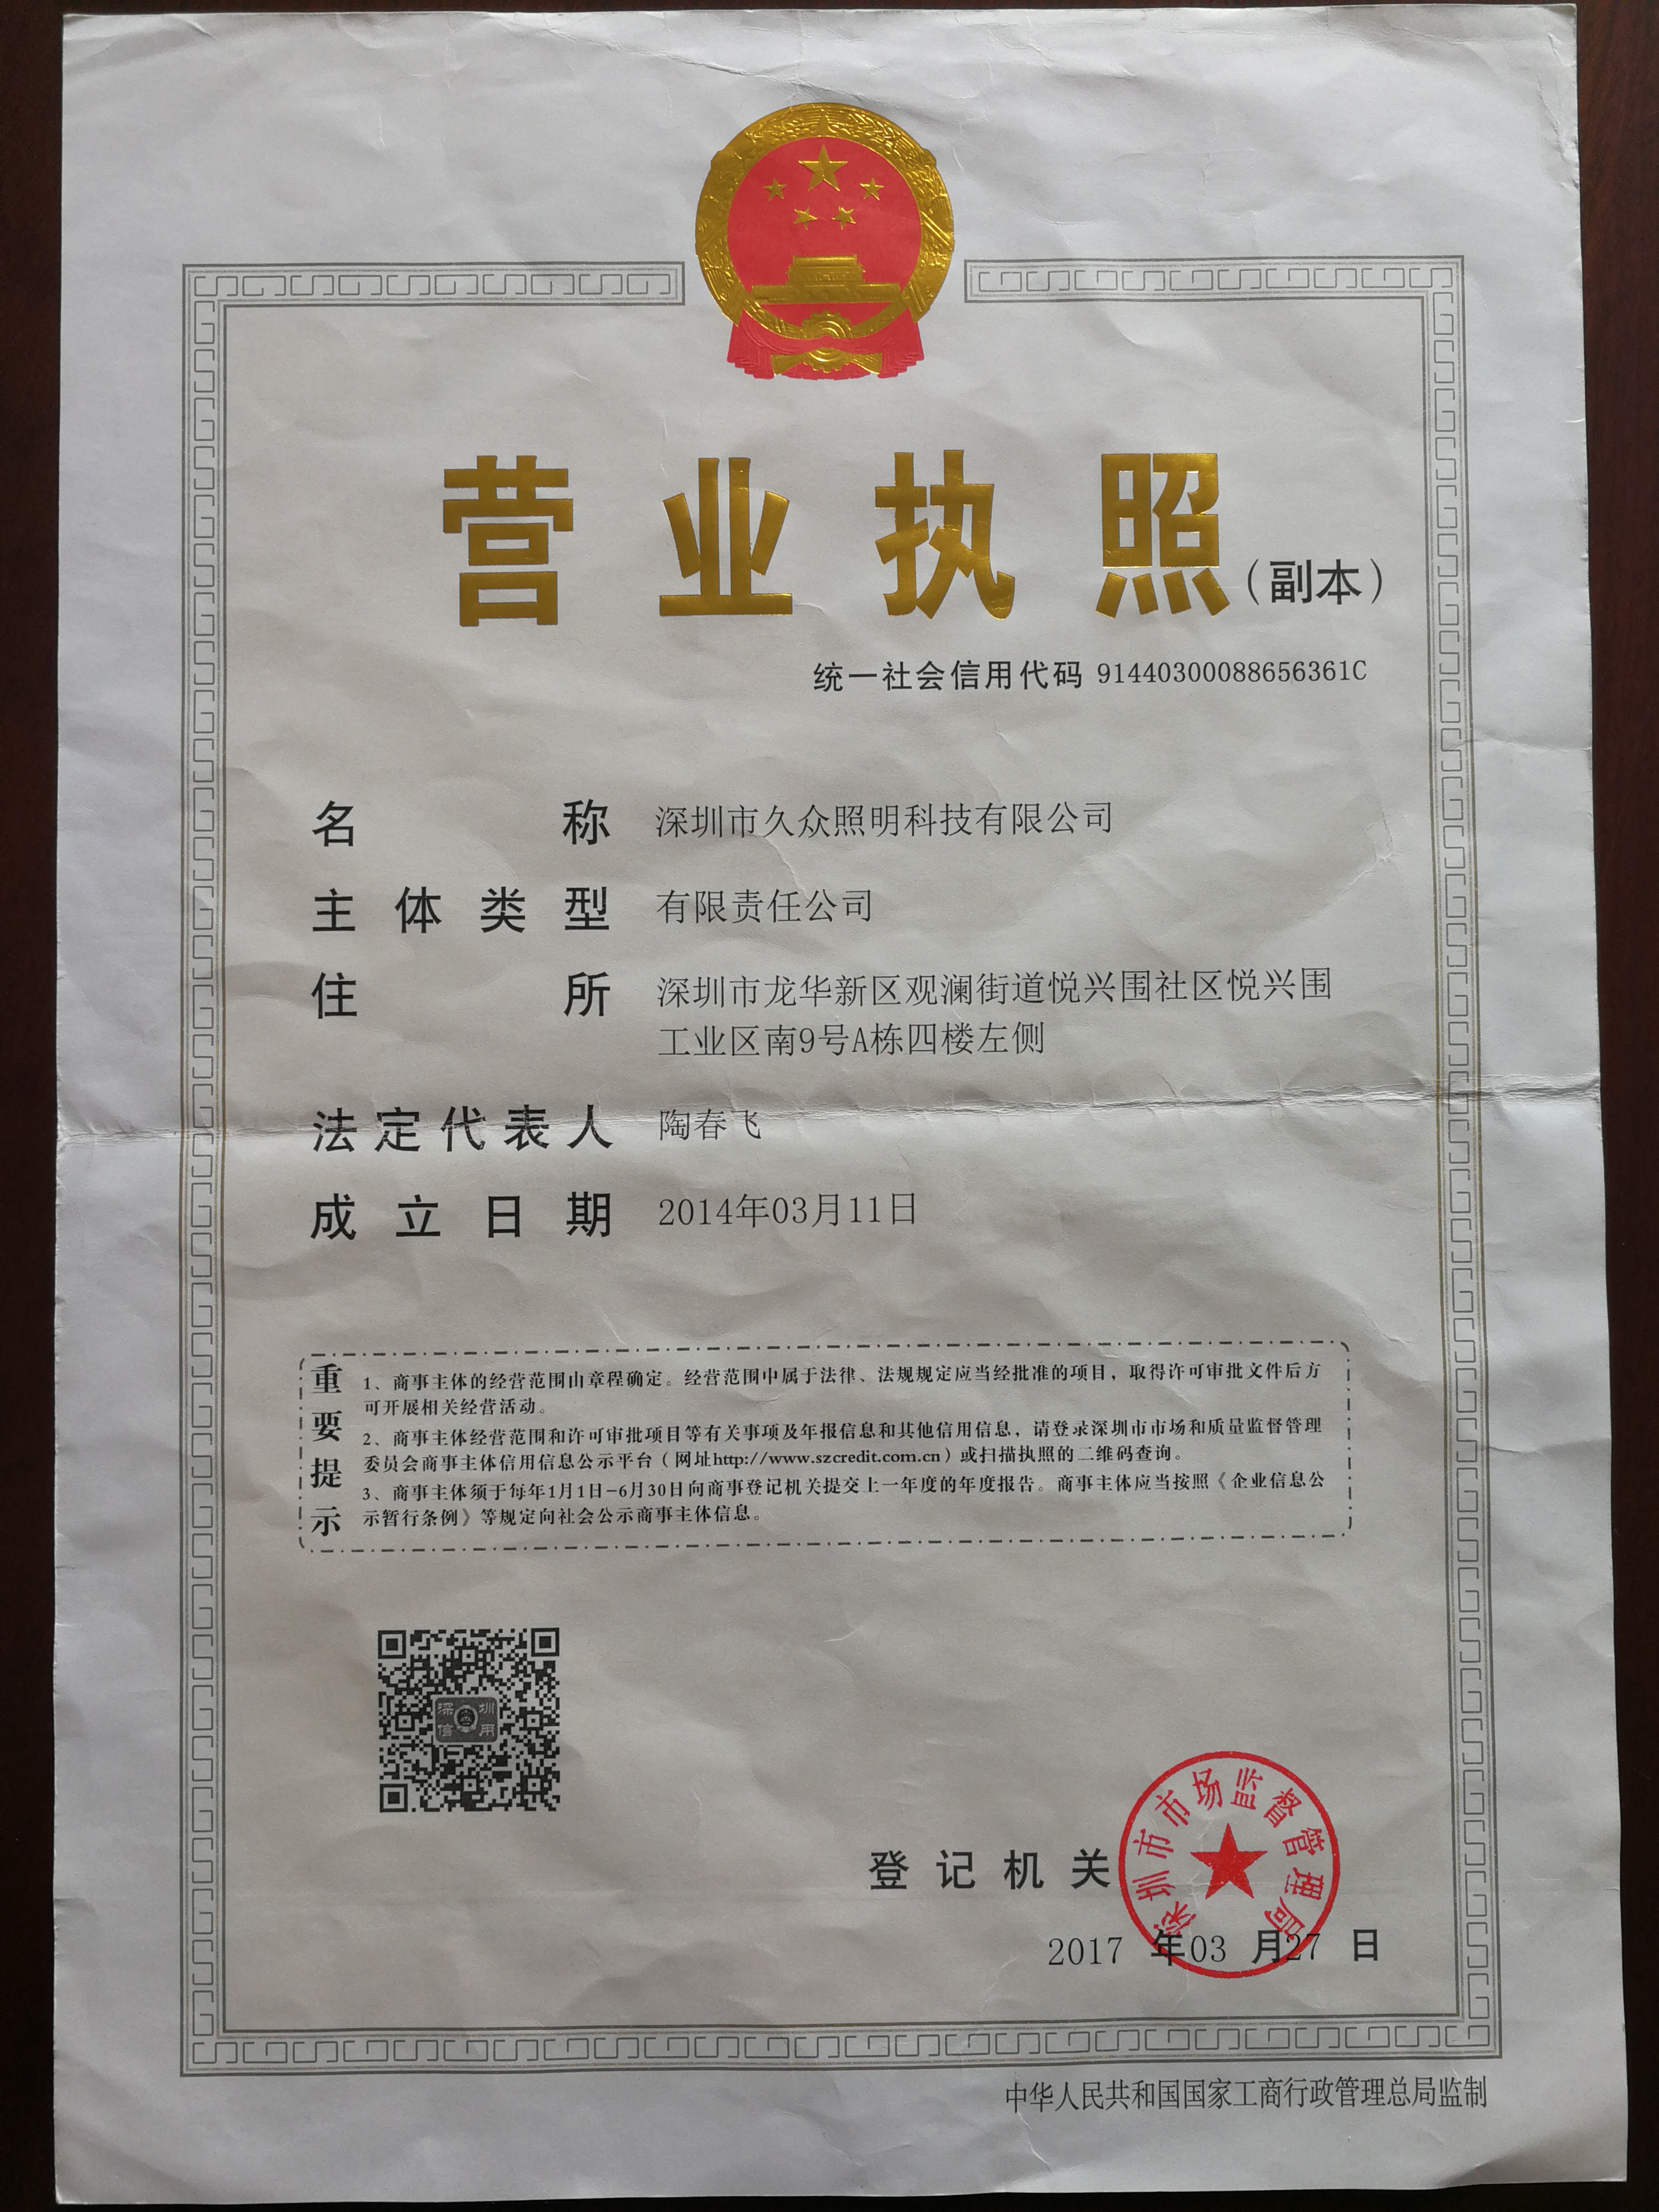 营业执照(副本)
统一社会信用代码 91440300088656361C
名称 深圳市久众照明科技有限公司
主体类型 有限责任公司
住所 深圳市龙华新区观澜街道悦兴围社区悦兴围
工业区南9号A栋四楼左侧
法定代表人 陶春飞
成立日期 2014年03月11日
重要提示
1、商事主体的经营范围由章程确定。经营范围中属于法律、法规规定应当经批准的项目，取得许可审批文件后方
可开展相关经营活动。
2、商事主体经营范围和许可审批项目等有关事项及年报信息和其他信用信息，请登录深圳市市场和质量监督管理
委员会商事主体信用信息公示平台（网址http://www.szcredit.com.cn）或扫描执照的二维码查询。
3、商事主体须于每年1月1日-6月30日向商事登记机关提交上一年度的年度报告。商事主体应当按照《企业信息公
示暂行条例》等规定向社会公示商事主体信息。
深圳
信用
登记机关
深圳市市场监督管理局
2017 年03 月27 日
中华人民共和国国家工商行政管理总局监制